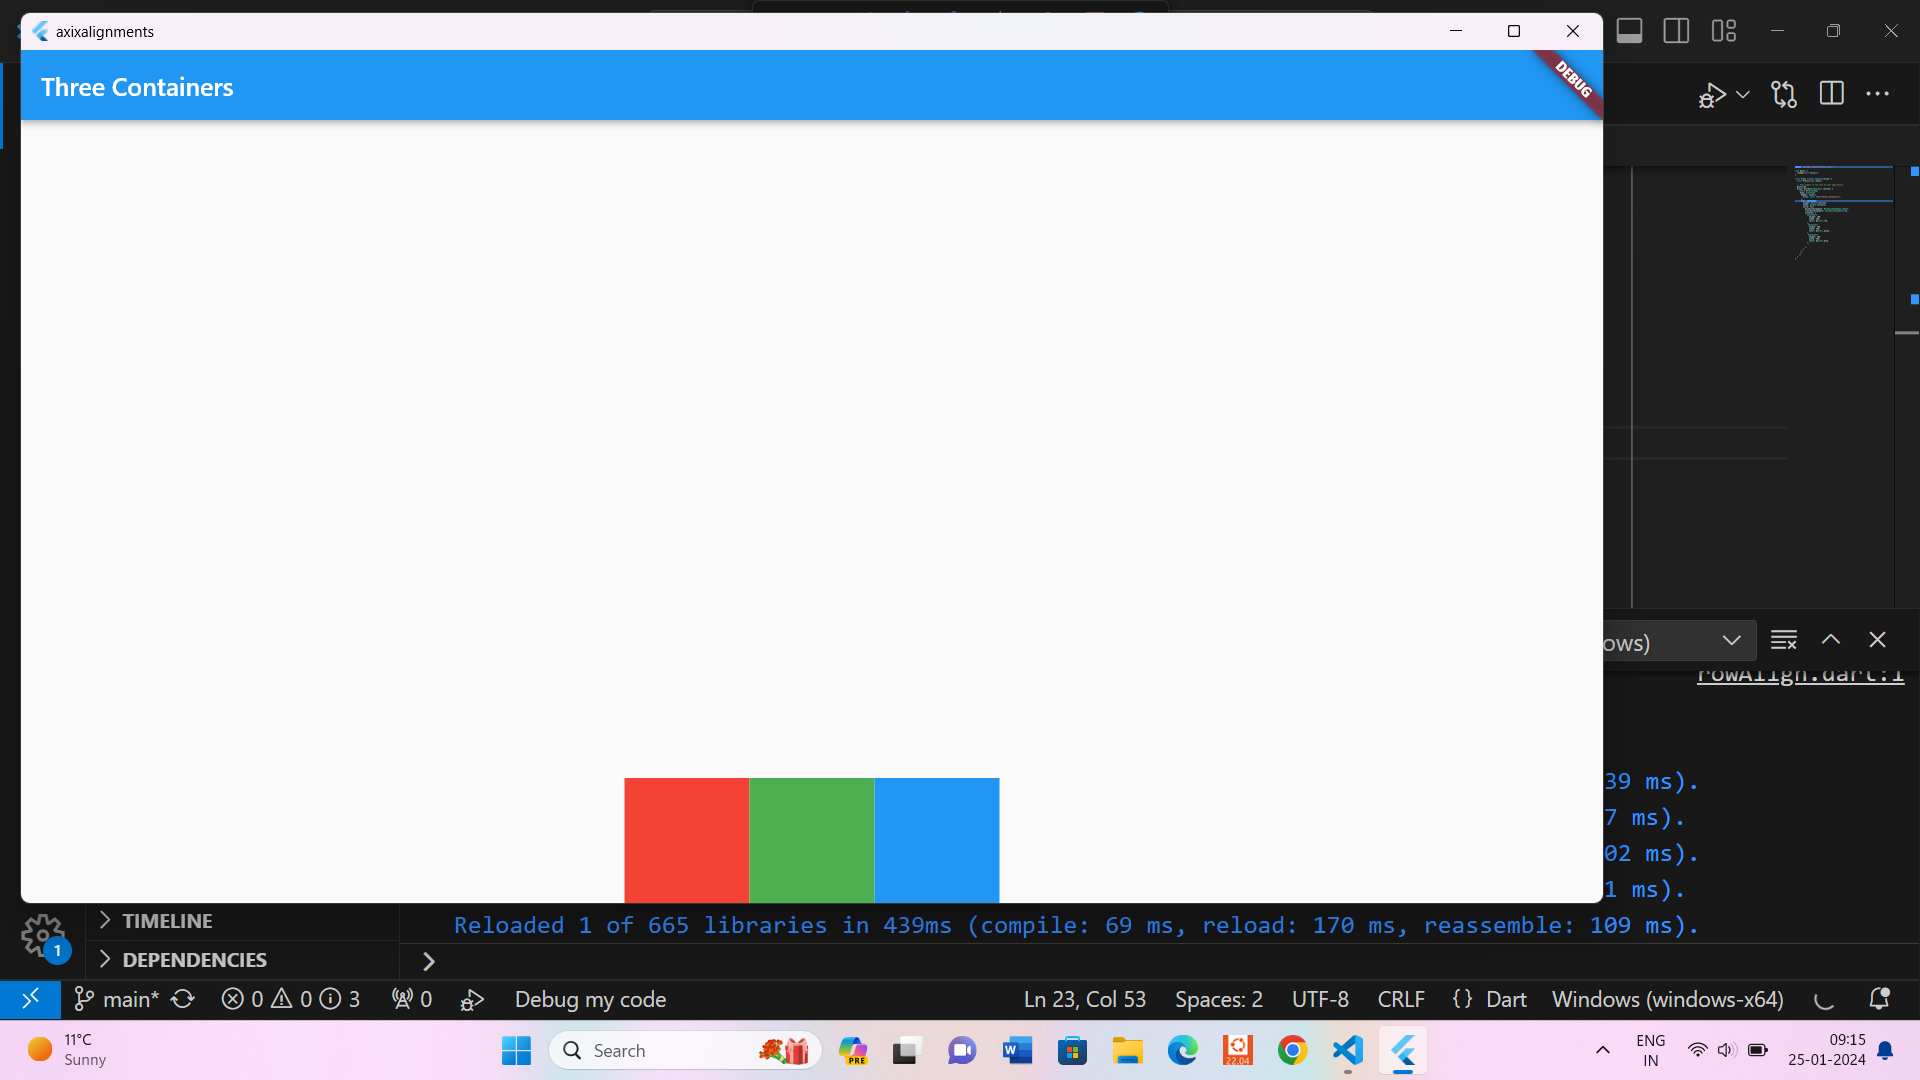 axixalignments
Three Containers
DEBUG
ows)
rowAlign.dart:1
39 ms).
7 ms).
02 ms).
1 ms).
Reloaded 1 of 665 libraries in 439ms (compile: 69 ms, reload: 170 ms, reassemble: 109 ms).
TIMELINE
DEPENDENCIES
1
main* 0 0 3 0 Debug my code Ln 23, Col 53 Spaces: 2 UTF-8 CRLF {} Dart Windows (windows-x64)
11°C
Sunny
Search
PRE
22.04
ENG
IN
09:15
25-01-2024